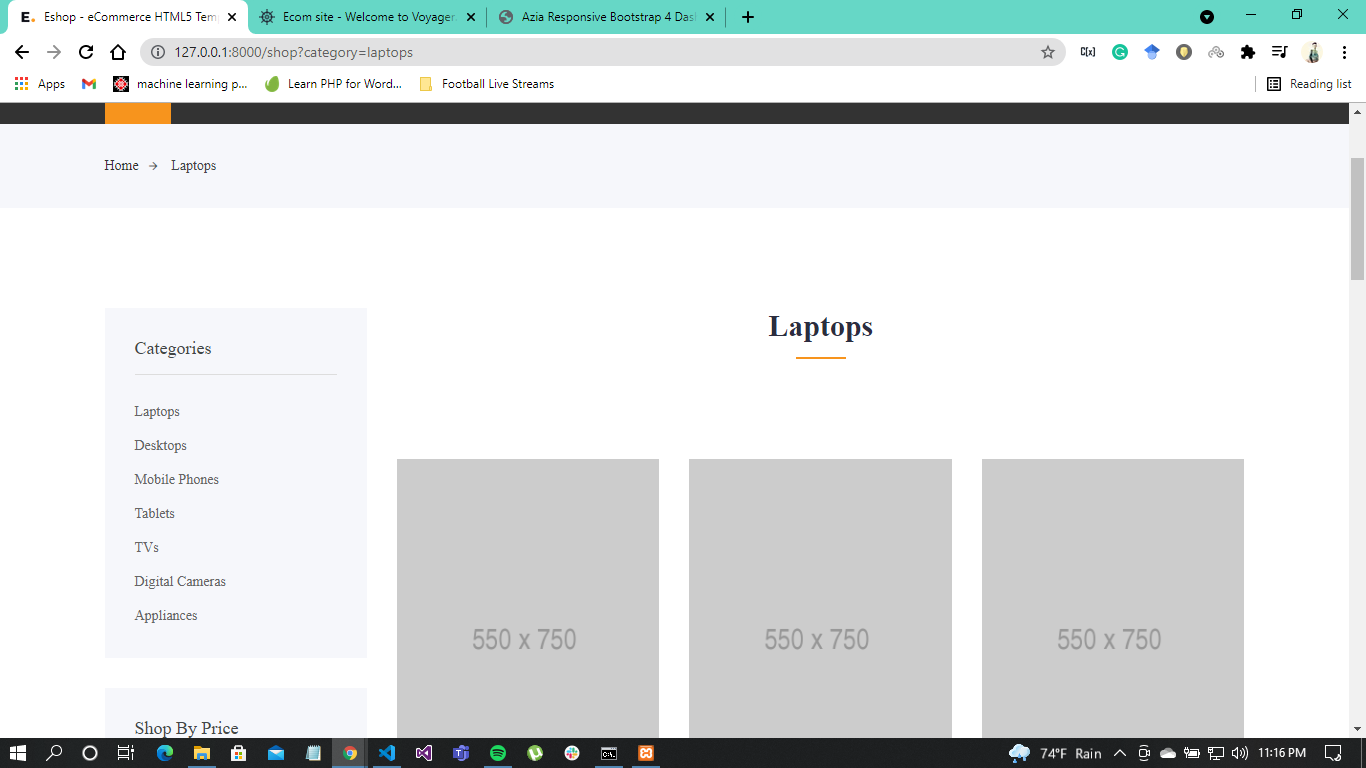 E. Eshop - eCommerce HTML5 Tem
Ecom site - Welcome to Voyager.
Azia Responsive Bootstrap 4 Das
127.0.0.1:8000/shop?category=laptops
Apps
machine learning p...
Learn PHP for Word...
Football Live Streams
Reading list
Home → Laptops
Categories
Laptops
Desktops
Mobile Phones
Tablets
TVs
Digital Cameras
Appliances
Shop By Price
Laptops
550 x 750
550 x 750
550 x 750
74°F Rain
11:16 PM